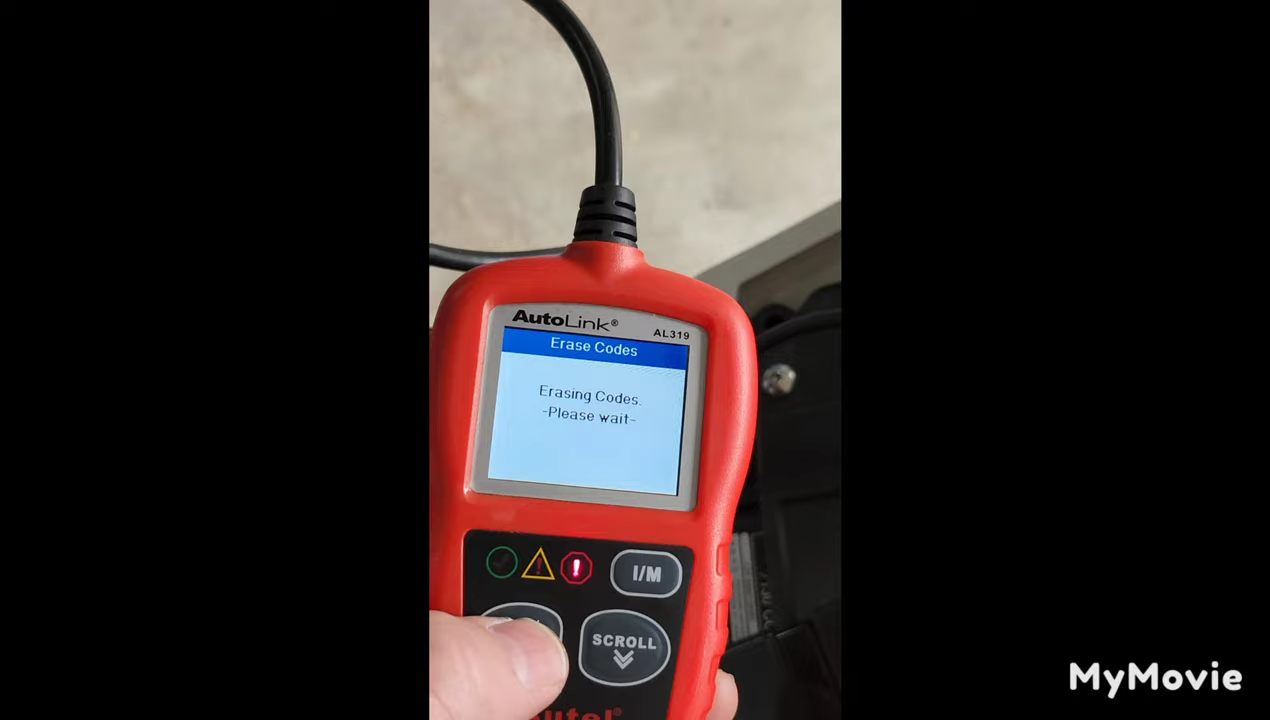 AutoLink®
AL319
Erase Codes
Erasing Codes.
-Please wait-
I/M
SCROLL
MyMovie